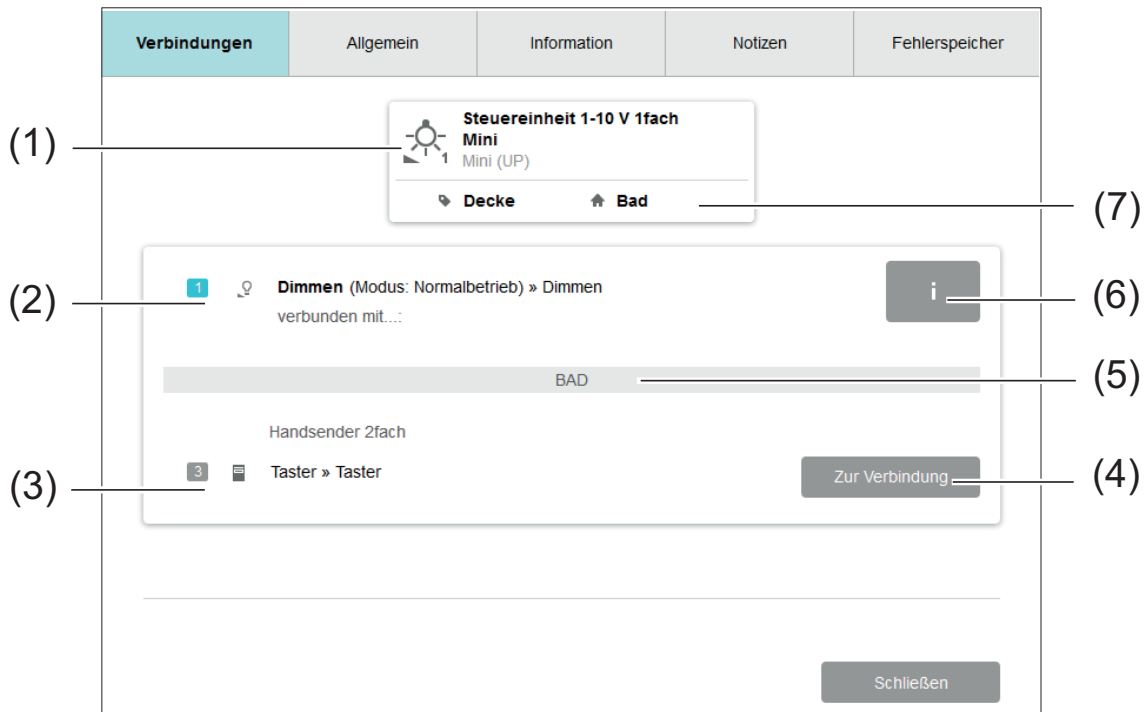 Verbindungen Allgemein Information Notizen Fehlerspeicher
(1)
Steuereinheit 1-10 V 1fach
Mini
1
Mini (UP)
Decke Bad
(7)
(2)
1 Dimmen (Modus: Normalbetrieb) » Dimmen
verbunden mit...:
i
(6)
BAD
(5)
Handsender 2fach
(3)
3 Taster » Taster
Zur Verbindung
(4)
Schließen